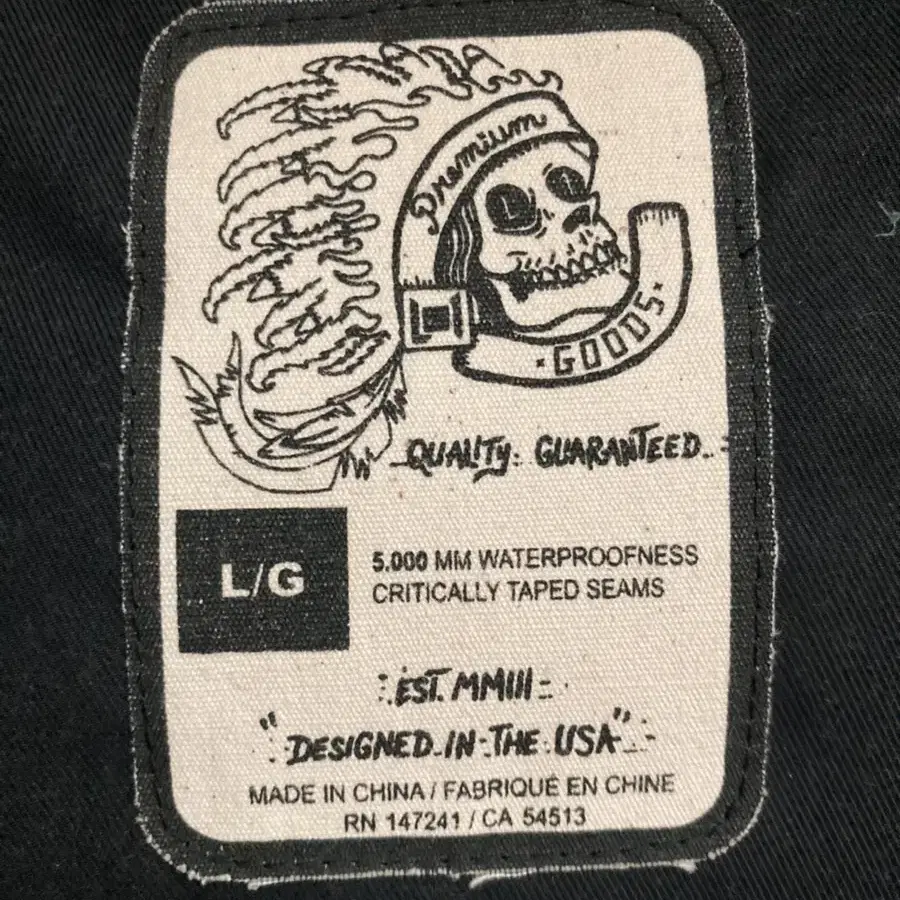 Premium
GOODS
QUALITY GUARANTEED
L/G
5.000 MM WATERPROOFNESS
CRITICALLY TAPED SEAMS
EST. MMIII
"DESIGNED IN THE USA"
MADE IN CHINA / FABRIQUÉ EN CHINE
RN 147241 / CA 54513